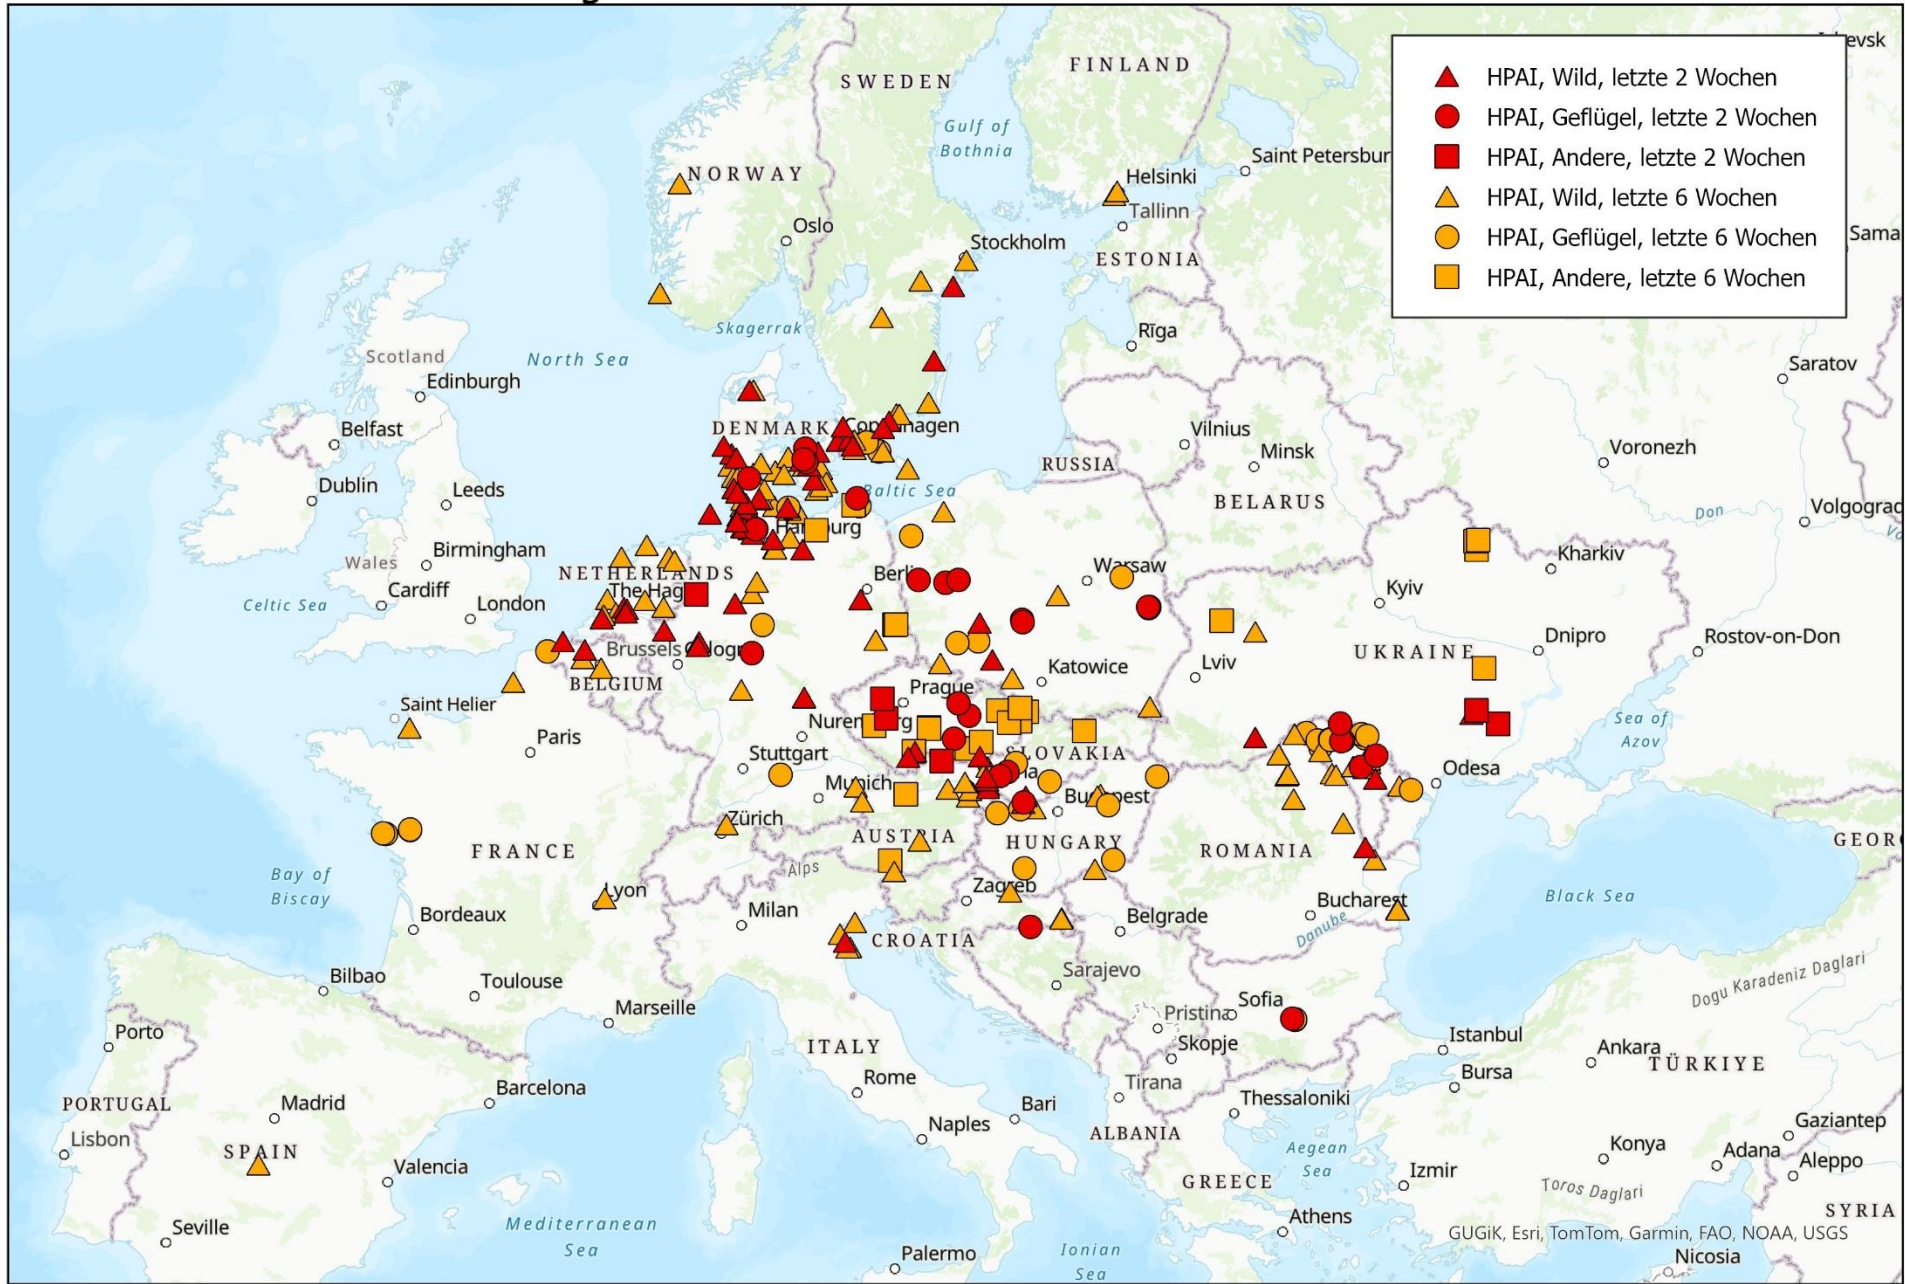 HPAI, Wild, letzte 2 Wochen
HPAI, Geflügel, letzte 2 Wochen
HPAI, Andere, letzte 2 Wochen
HPAI, Wild, letzte 6 Wochen
HPAI, Geflügel, letzte 6 Wochen
HPAI, Andere, letzte 6 Wochen
SWEDEN
FINLAND
Gulf of
Bothnia
NORWAY
Saint Petersbur
Helsinki
Tallinn
Oslo
Stockholm
Sama
ESTONIA
Skagerrak
Rīga
North Sea
Scotland
Edinburgh
Saratov
Belfast
DENMARK
Vilnius
Minsk
Voronezh
RUSSIA
Dublin
Leeds
Baltic Sea
BELARUS
Don
Volgograd
Birmingham
Kharkiv
Wales
NETHERLANDS
Warsaw
Cardiff
Celtic Sea
London
The Hag
Kyiv
Dnipro
Rostov-on-Don
Brussels
UKRAINE
BELGIUM
Katowice
Lviv
Prague
Saint Helier
Paris
Stuttgart
SLOVAKIA
Sea of
Azov
Odesa
Zürich
AUSTRIA
HUNGARY
ROMANIA
FRANCE
GEOR
Alps
Bay of
Biscay
Lyon
Zagreb
Black Sea
Bordeaux
Milan
Belgrade
Bucharest
Danube
CROATIA
Bilbao
Toulouse
Sarajevo
Dogu Karadeniz Daglari
Marseille
Sofia
Pristina
Porto
Skopje
Istanbul
ITALY
Ankara
TÜRKIYE
Rome
Bursa
Barcelona
Tirana
PORTUGAL
Madrid
Bari
Thessaloniki
Naples
Gaziantep
Lisbon
ALBANIA
SPAIN
Valencia
Aegean
Sea
Konya
Adana
Aleppo
Izmir
GREECE
Toros Daglari
Seville
Mediterranean
Sea
Athens
SYRIA
Palermo
Ionian
Sea
GUGiK, Esri, TomTom, Garmin, FAO, NOAA, USGS
Nicosia